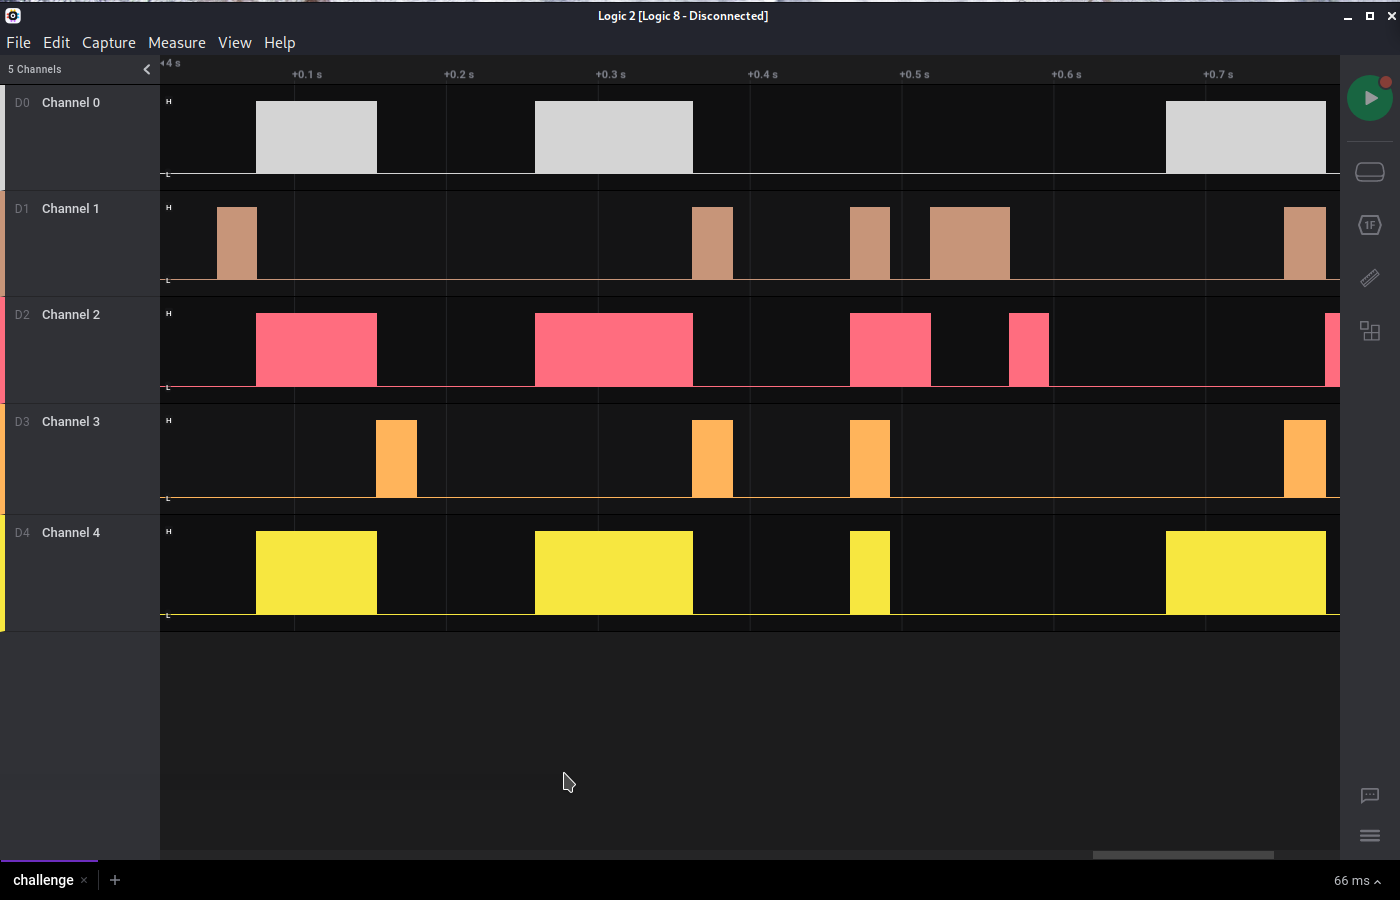 Logic 2 [Logic 8 - Disconnected]
File Edit Capture Measure View Help
5 Channels
4 s
+0.1 s +0.2 s +0.3 s +0.4 s +0.5 s +0.6 s +0.7 s
D0 Channel 0
H
L
D1 Channel 1
H
L
1F
D2 Channel 2
H
L
D3 Channel 3
H
L
D4 Channel 4
H
L
challenge × +
66 ms